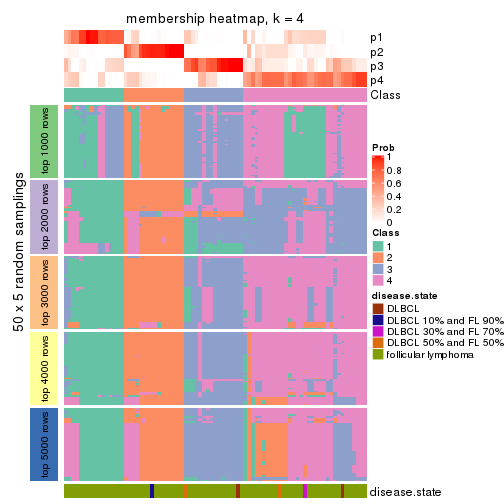 membership heatmap, k = 4
p1
p2
p3
p4
Class
50 x 5 random samplings
top 1000 rows
top 2000 rows
top 3000 rows
top 4000 rows
top 5000 rows
disease.state
Prob
1
0.8
0.6
0.4
0.2
0
Class
1
2
3
4
disease.state
DLBCL
DLBCL 10% and FL 90%
DLBCL 30% and FL 70%
DLBCL 50% and FL 50%
follicular lymphoma